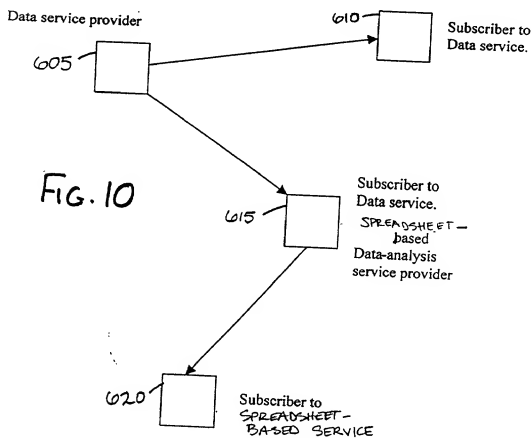 Data service provider
605
610
Subscriber to
Data service.
FIG. 10
615
Subscriber to
Data service.
SPREADSHEET-
based
Data-analysis
service provider
620
Subscriber to
SPREADSHEET-
BASED SERVICE